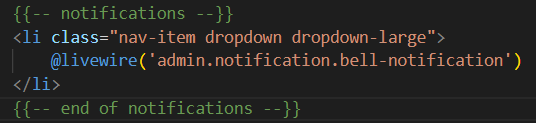 {{-- notifications --}}
<li class="nav-item dropdown dropdown-large">
    @livewire('admin.notification.bell-notification')
</li>
{{-- end of notifications --}}